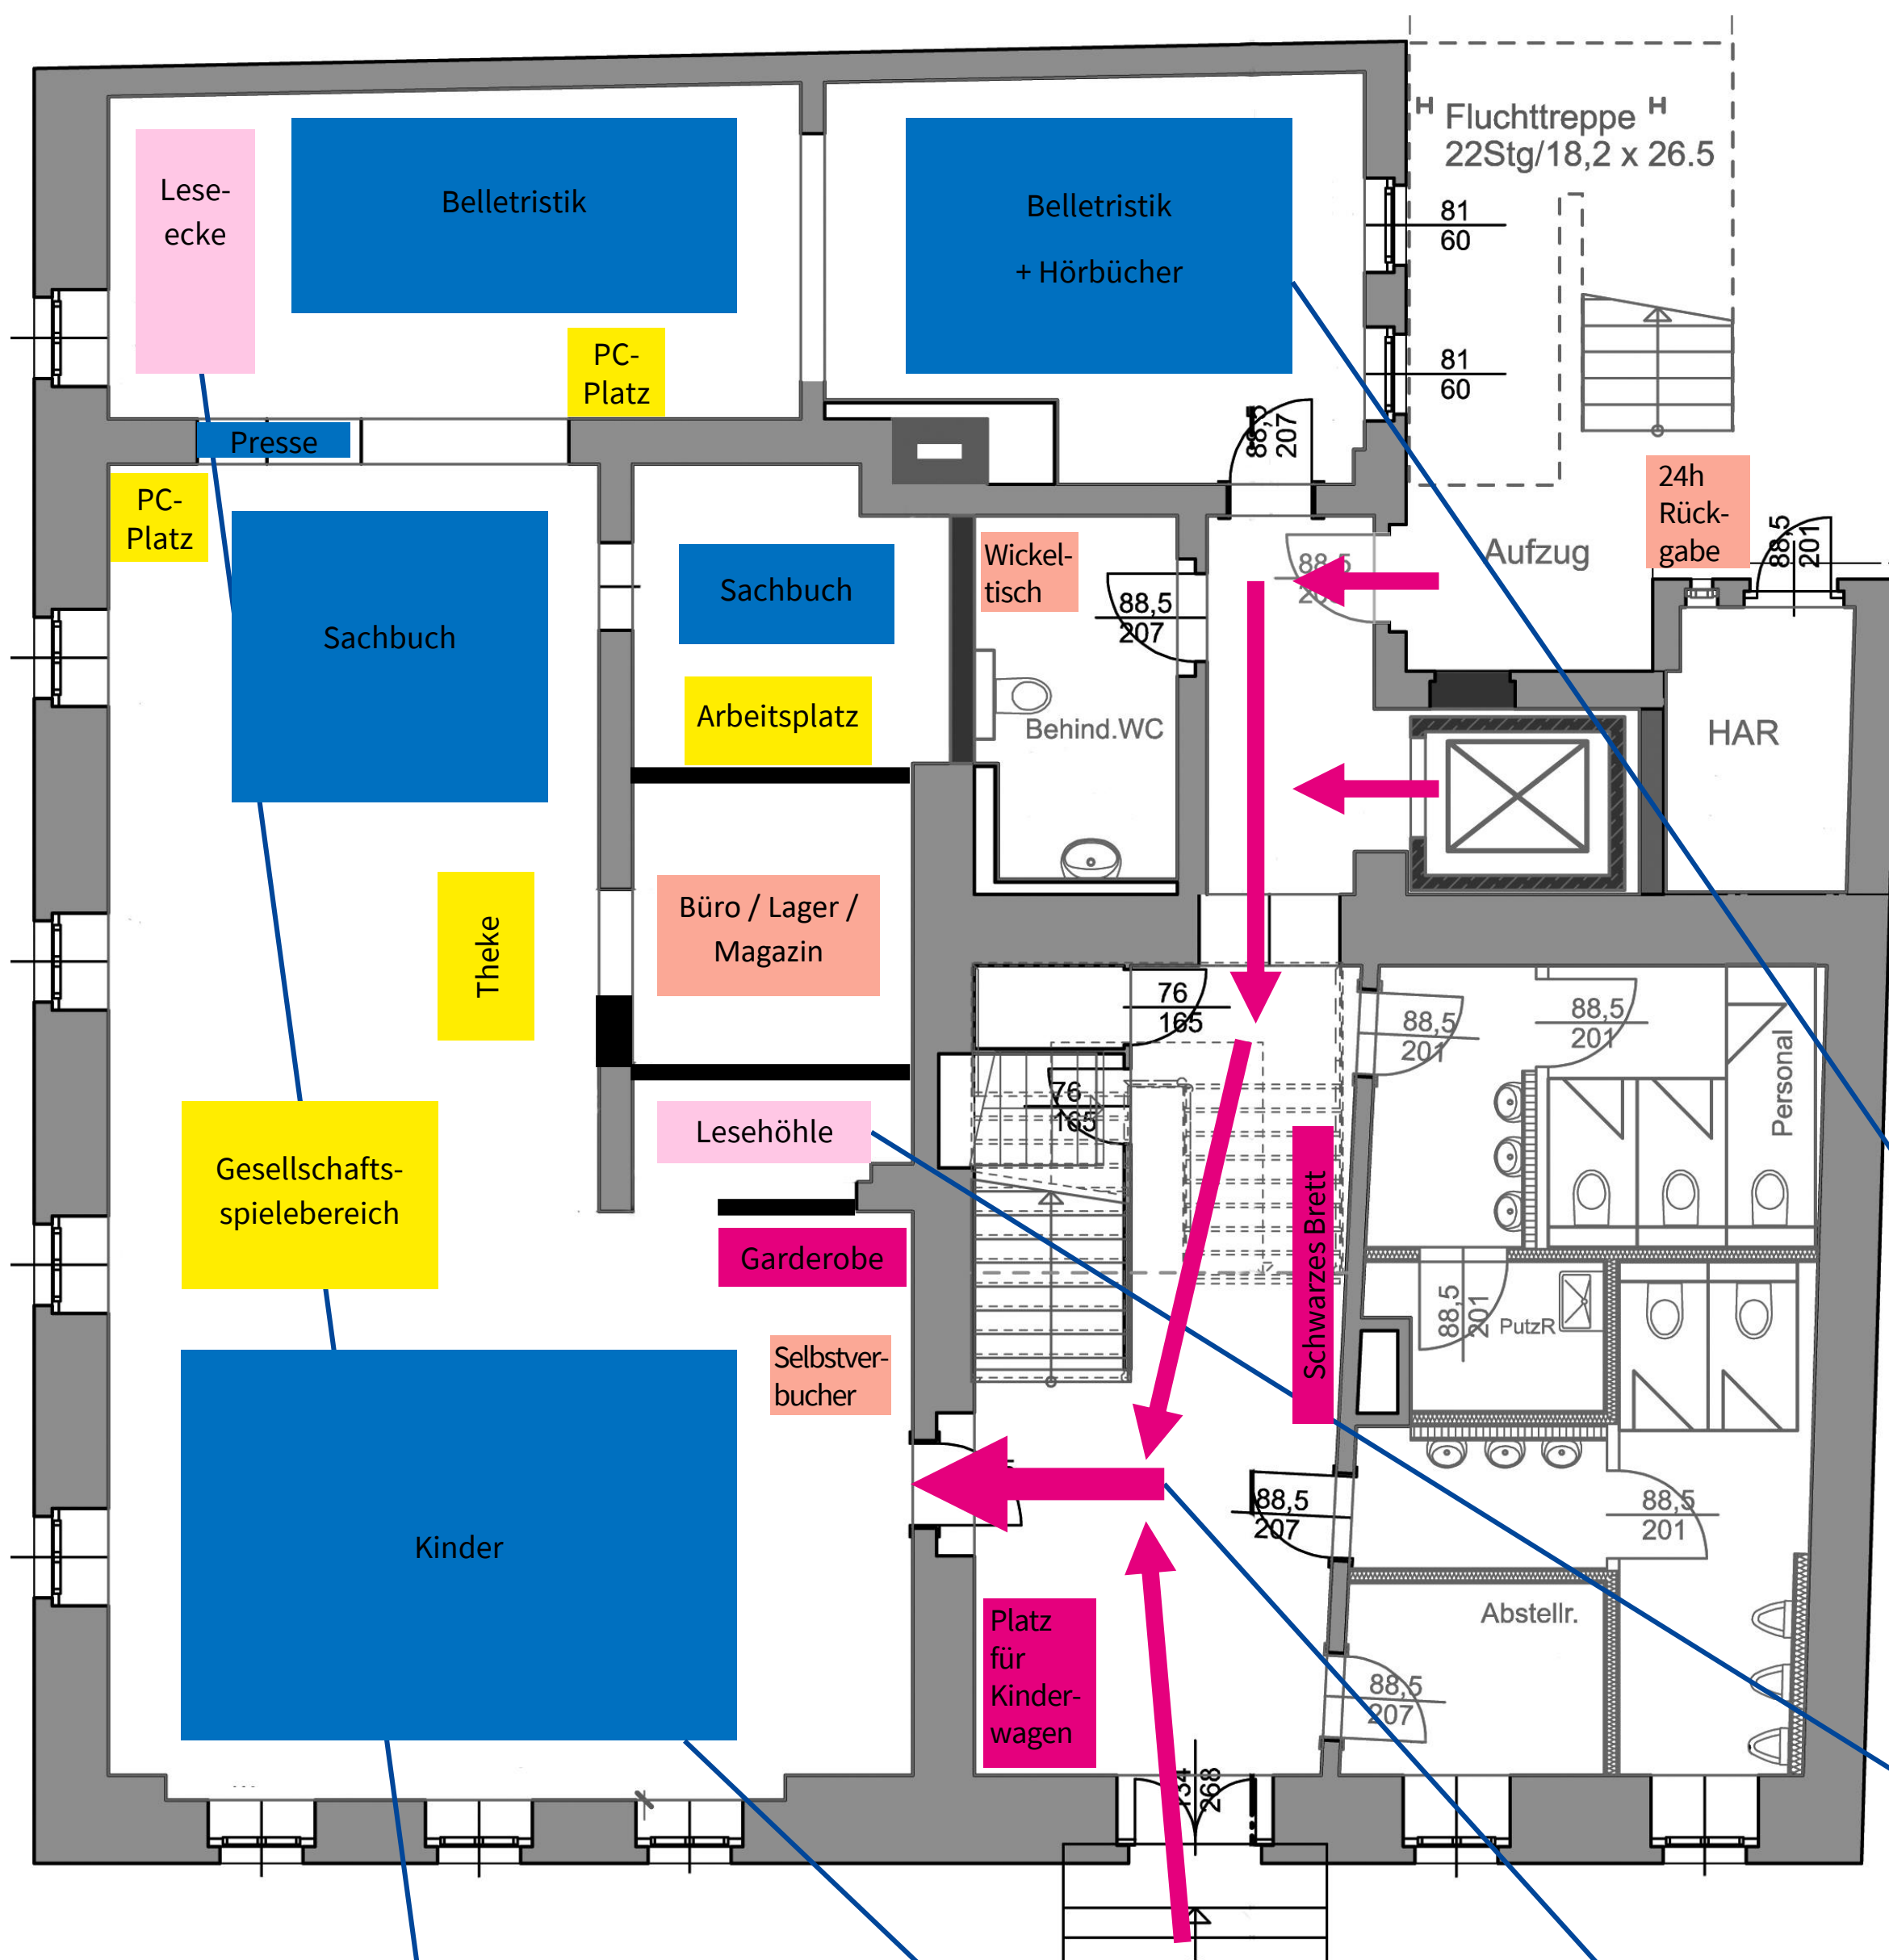 H Fluchttreppe H
22Stg/18,2 x 26.5
Lese-
ecke
Belletristik
Belletristik
+ Hörbücher
81
60
81
60
PC-
Platz
Presse
88,5
207
24h
Rück-
gabe
88,5
201
PC-
Platz
Sachbuch
Sachbuch
Wickel-
tisch
88,5
207
88,5
Aufzug
Arbeitsplatz
Behind.WC
HAR
Theke
Büro / Lager /
Magazin
76
165
88,5
201
88,5
201
Personal
76
165
Lesehöhle
Gesellschafts-
spielebereich
Garderobe
Schwarzes Brett
88,5
201
PutzR
Selbstver-
bucher
Kinder
88,5
207
88,5
201
Platz
für
Kinder-
wagen
Abstellr.
88,5
207
134
268